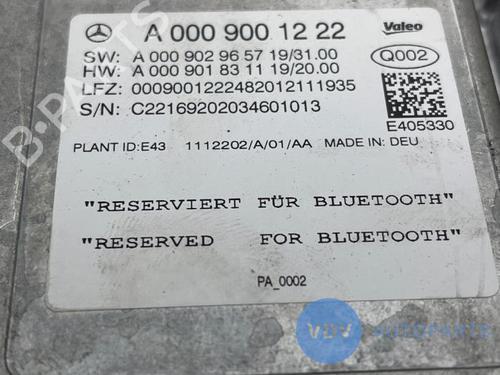 A 000 900 12 22
Valeo
SW: A 000 902 96 57 19/31.00
Q002
HW: A 000 901 83 11 19/20.00
LFZ: 0009001222482012111935
S/N: C22169202034601013
E405330
PLANT ID:E43 1112202/A/01/AA MADE IN: DEU
"RESERVIERT FÜR BLUETOOTH"
"RESERVED FOR BLUETOOTH"
PA_0002
VDV AUTOPARTS
B-PARTS